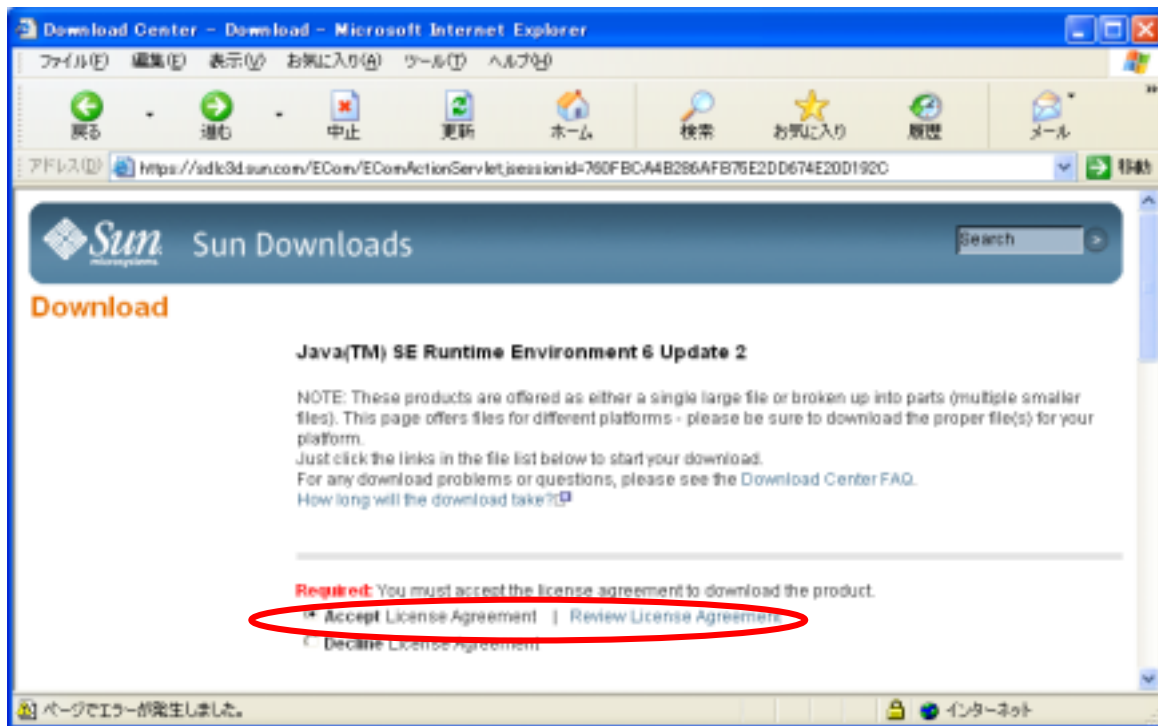 Download Center - Download - Microsoft Internet Explorer
ファイル(F) 編集(E) 表示(V) お気に入り(A) ツール(T) ヘルプ(H)
戻る 進む 中止 更新 ホーム 検索 お気に入り 履歴 メール
アドレス(D) https://sdlc3d.sun.com/ECom/EComActionServlet;jsessionid=760FBCA4B286AFB76E2DD674E20D192C 移動
Sun microsystems Sun Downloads Search
Download
Java(TM) SE Runtime Environment 6 Update 2
NOTE: These products are offered as either a single large file or broken up into parts (multiple smaller
files). This page offers files for different platforms - please be sure to download the proper file(s) for your
platform.
Just click the links in the file list below to start your download.
For any download problems or questions, please see the Download Center FAQ.
How long will the download take?
Required: You must accept the license agreement to download the product.
Accept License Agreement | Review License Agreement
Decline License Agreement
ページでエラーが発生しました。 インターネット